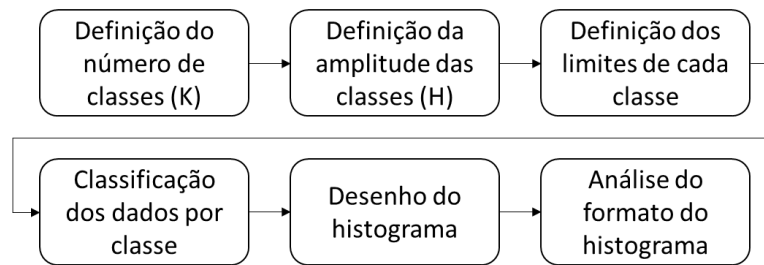 Definição do
número de
classes (K)
Definição da
amplitude das
classes (H)
Definição dos
limites de cada
classe
Classificação
dos dados por
classe
Desenho do
histograma
Análise do
formato do
histograma